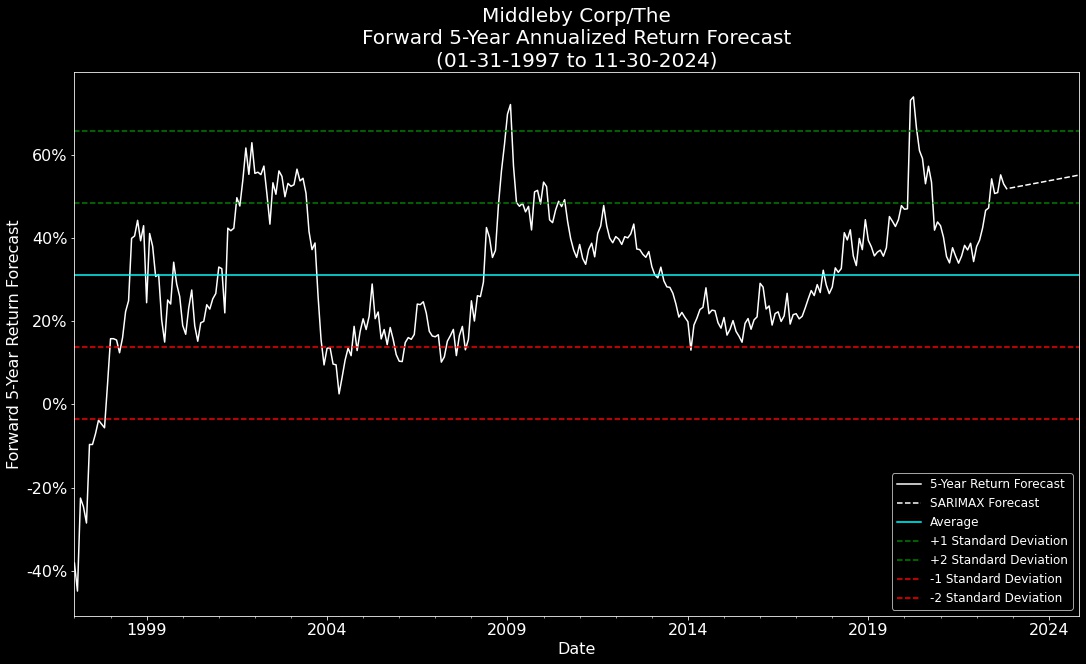 Middleby Corp/The
Forward 5-Year Annualized Return Forecast
(01-31-1997 to 11-30-2024)
Forward 5-Year Return Forecast
60%
40%
20%
0%
-20%
-40%
5-Year Return Forecast
SARIMAX Forecast
Average
+1 Standard Deviation
+2 Standard Deviation
-1 Standard Deviation
-2 Standard Deviation
1999 2004 2009 2014 2019 2024
Date